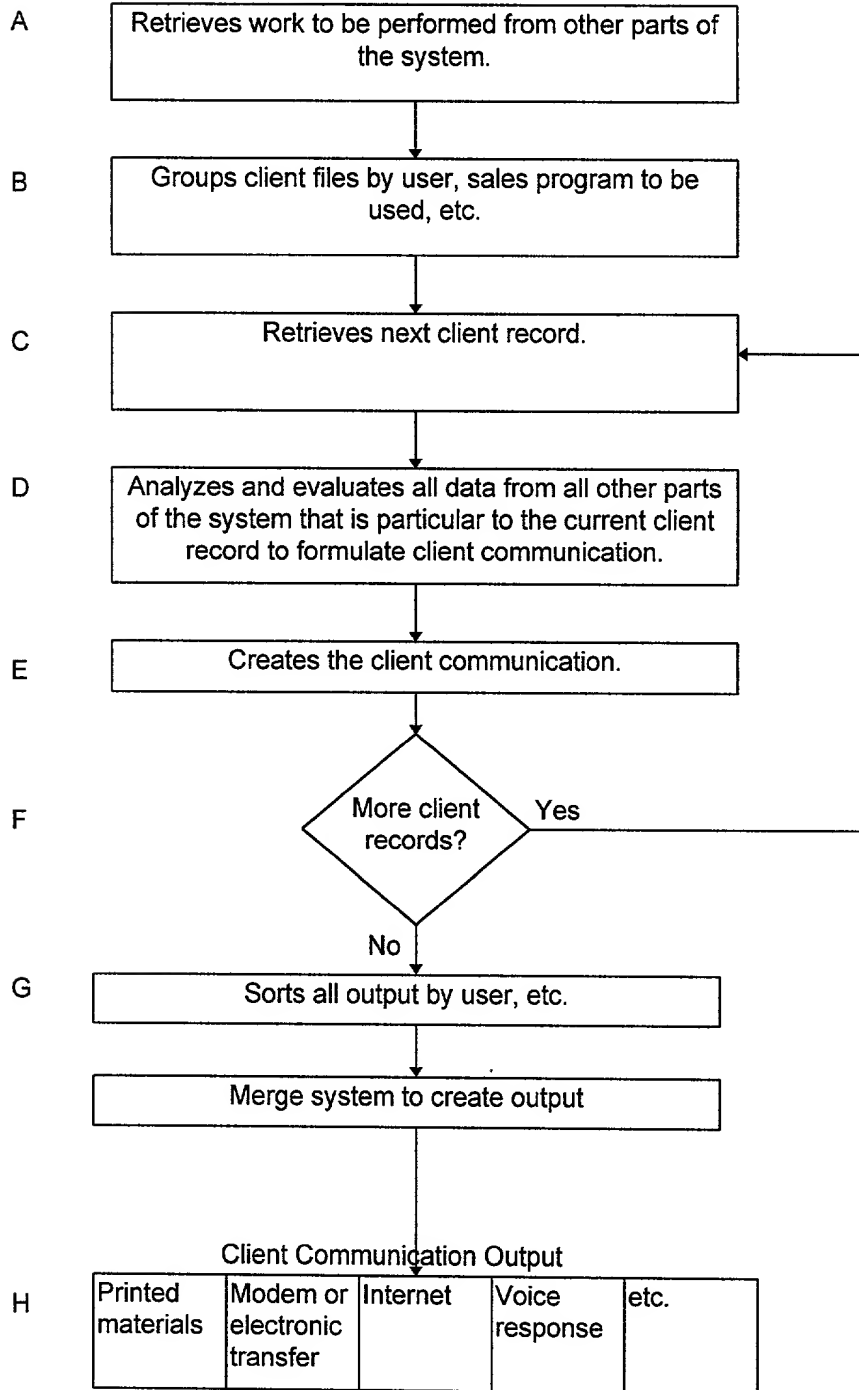 A
Retrieves work to be performed from other parts of
the system.
B
Groups client files by user, sales program to be
used, etc.
C
Retrieves next client record.
D
Analyzes and evaluates all data from all other parts
of the system that is particular to the current client
record to formulate client communication.
E
Creates the client communication.
F
More client
records?
Yes
No
G
Sorts all output by user, etc.
Merge system to create output
Client Communication Output
H
Printed
materials
Modem or
electronic
transfer
Internet
Voice
response
etc.